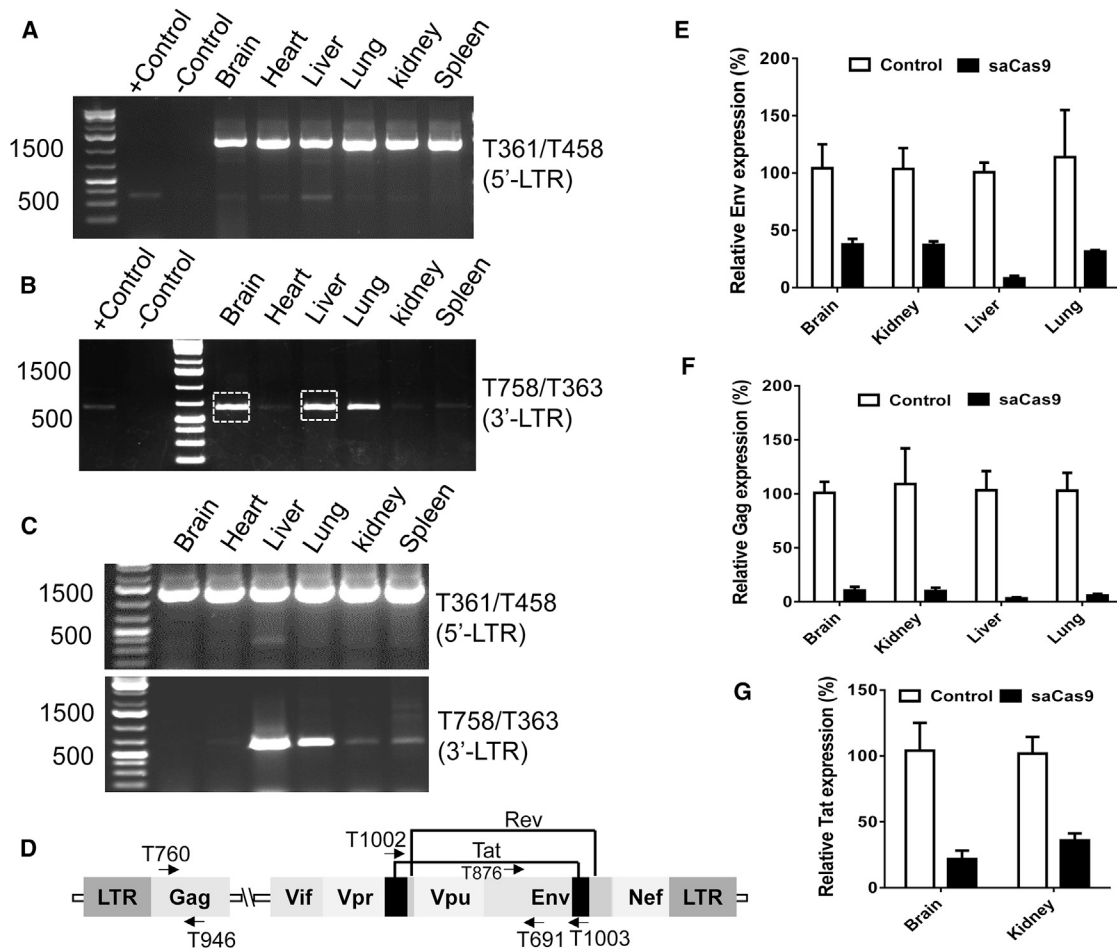 A
+Control -Control Brain Heart Liver Lung kidney Spleen
1500
500
T361/T458
(5'-LTR)
B
+Control -Control Brain Heart Liver Lung kidney Spleen
1500
500
T758/T363
(3'-LTR)
C
Brain Heart Liver Lung kidney Spleen
1500
500
T361/T458
(5'-LTR)
1500
500
T758/T363
(3'-LTR)
D
T760
T1002
Rev
Tat
T876
LTR Gag Vif Vpr Vpu Env Nef LTR
T946
T691 T1003
E
Relative Env expression (%)
200
150
100
50
0
Control saCas9
Brain Kidney Liver Lung
F
Relative Gag expression (%)
200
150
100
50
0
Control saCas9
Brain Kidney Liver Lung
G
Relative Tat expression (%)
150
100
50
0
Control saCas9
Brain Kidney